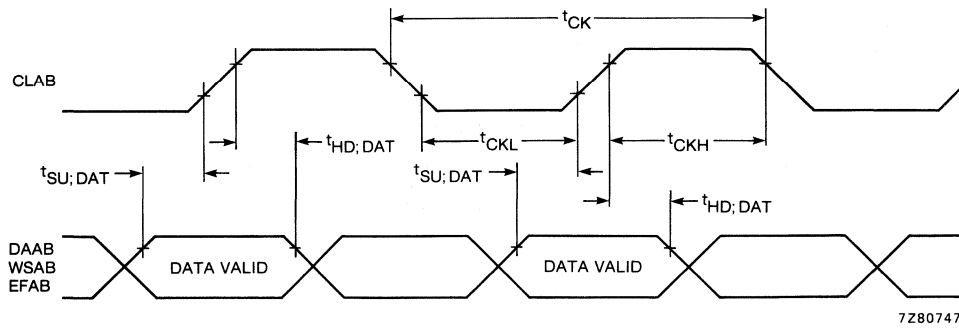 tCK
CLAB
tHD; DAT
tCKL
tCKH
tSU; DAT
tSU; DAT
tHD; DAT
DAAB
WSAB
EFAB
DATA VALID
DATA VALID
7Z80747